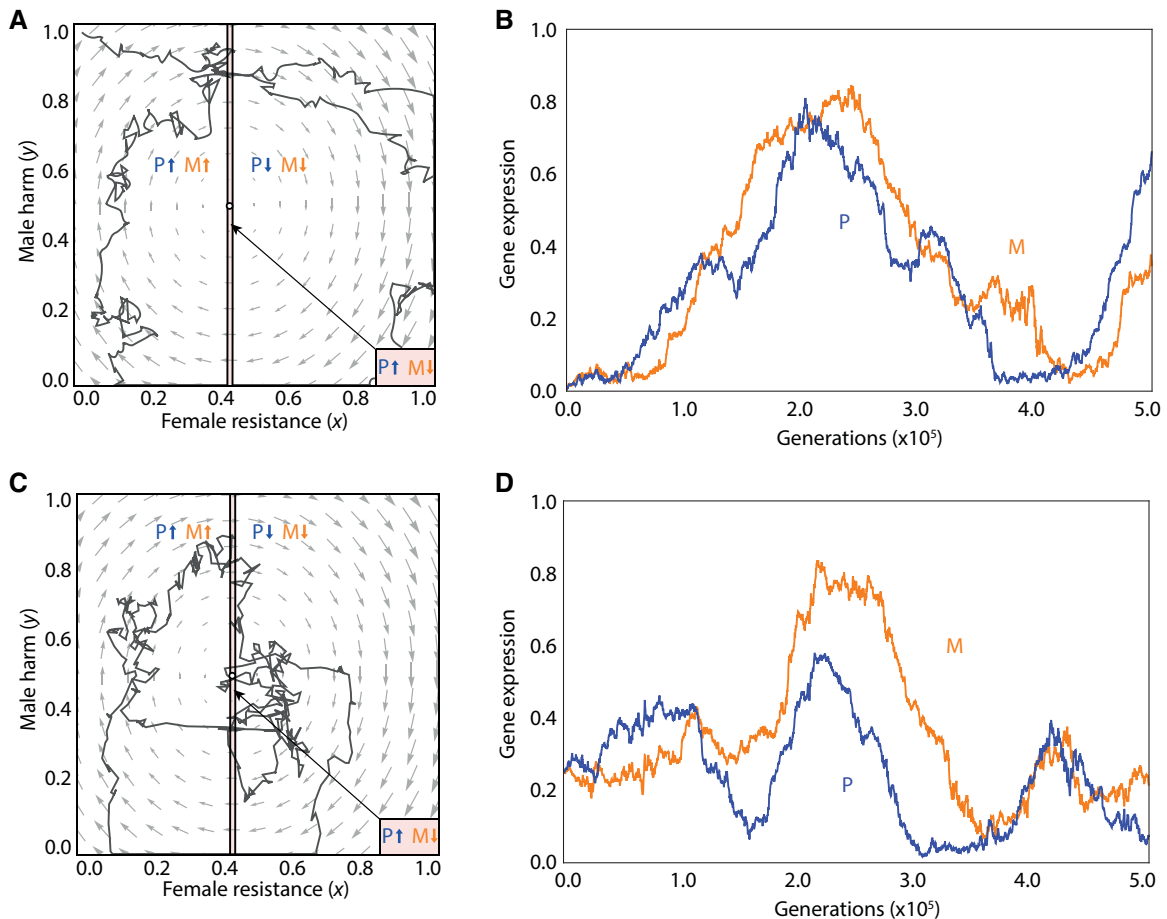 A
1.0
0.8
0.6
0.4
0.2
0.0
Male harm (y)
P↑ M↑
P↓ M↓
P↑ M↓
0.0 0.2 0.4 0.6 0.8 1.0
Female resistance (x)
B
1.0
0.8
0.6
0.4
0.2
0.0
Gene expression
P
M
0.0 1.0 2.0 3.0 4.0 5.0
Generations (x10⁵)
C
1.0
0.8
0.6
0.4
0.2
0.0
Male harm (y)
P↑ M↑
P↓ M↓
P↑ M↓
0.0 0.2 0.4 0.6 0.8 1.0
Female resistance (x)
D
1.0
0.8
0.6
0.4
0.2
0.0
Gene expression
M
P
0.0 1.0 2.0 3.0 4.0 5.0
Generations (x10⁵)